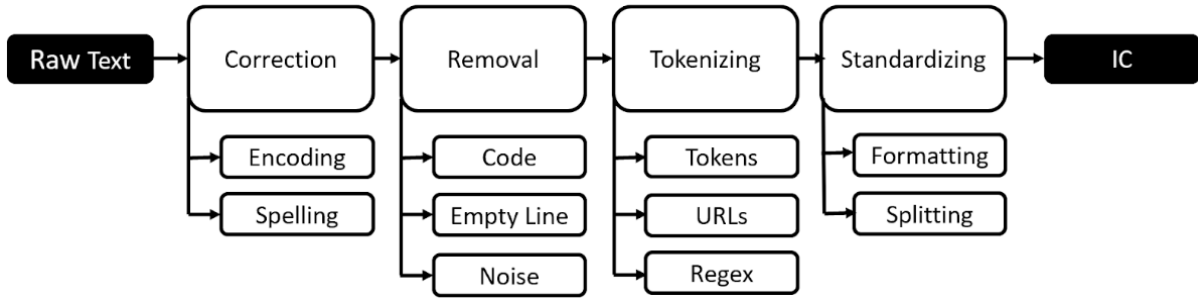 Raw Text
Correction
Removal
Tokenizing
Standardizing
IC
Encoding
Spelling
Code
Empty Line
Noise
Tokens
URLs
Regex
Formatting
Splitting